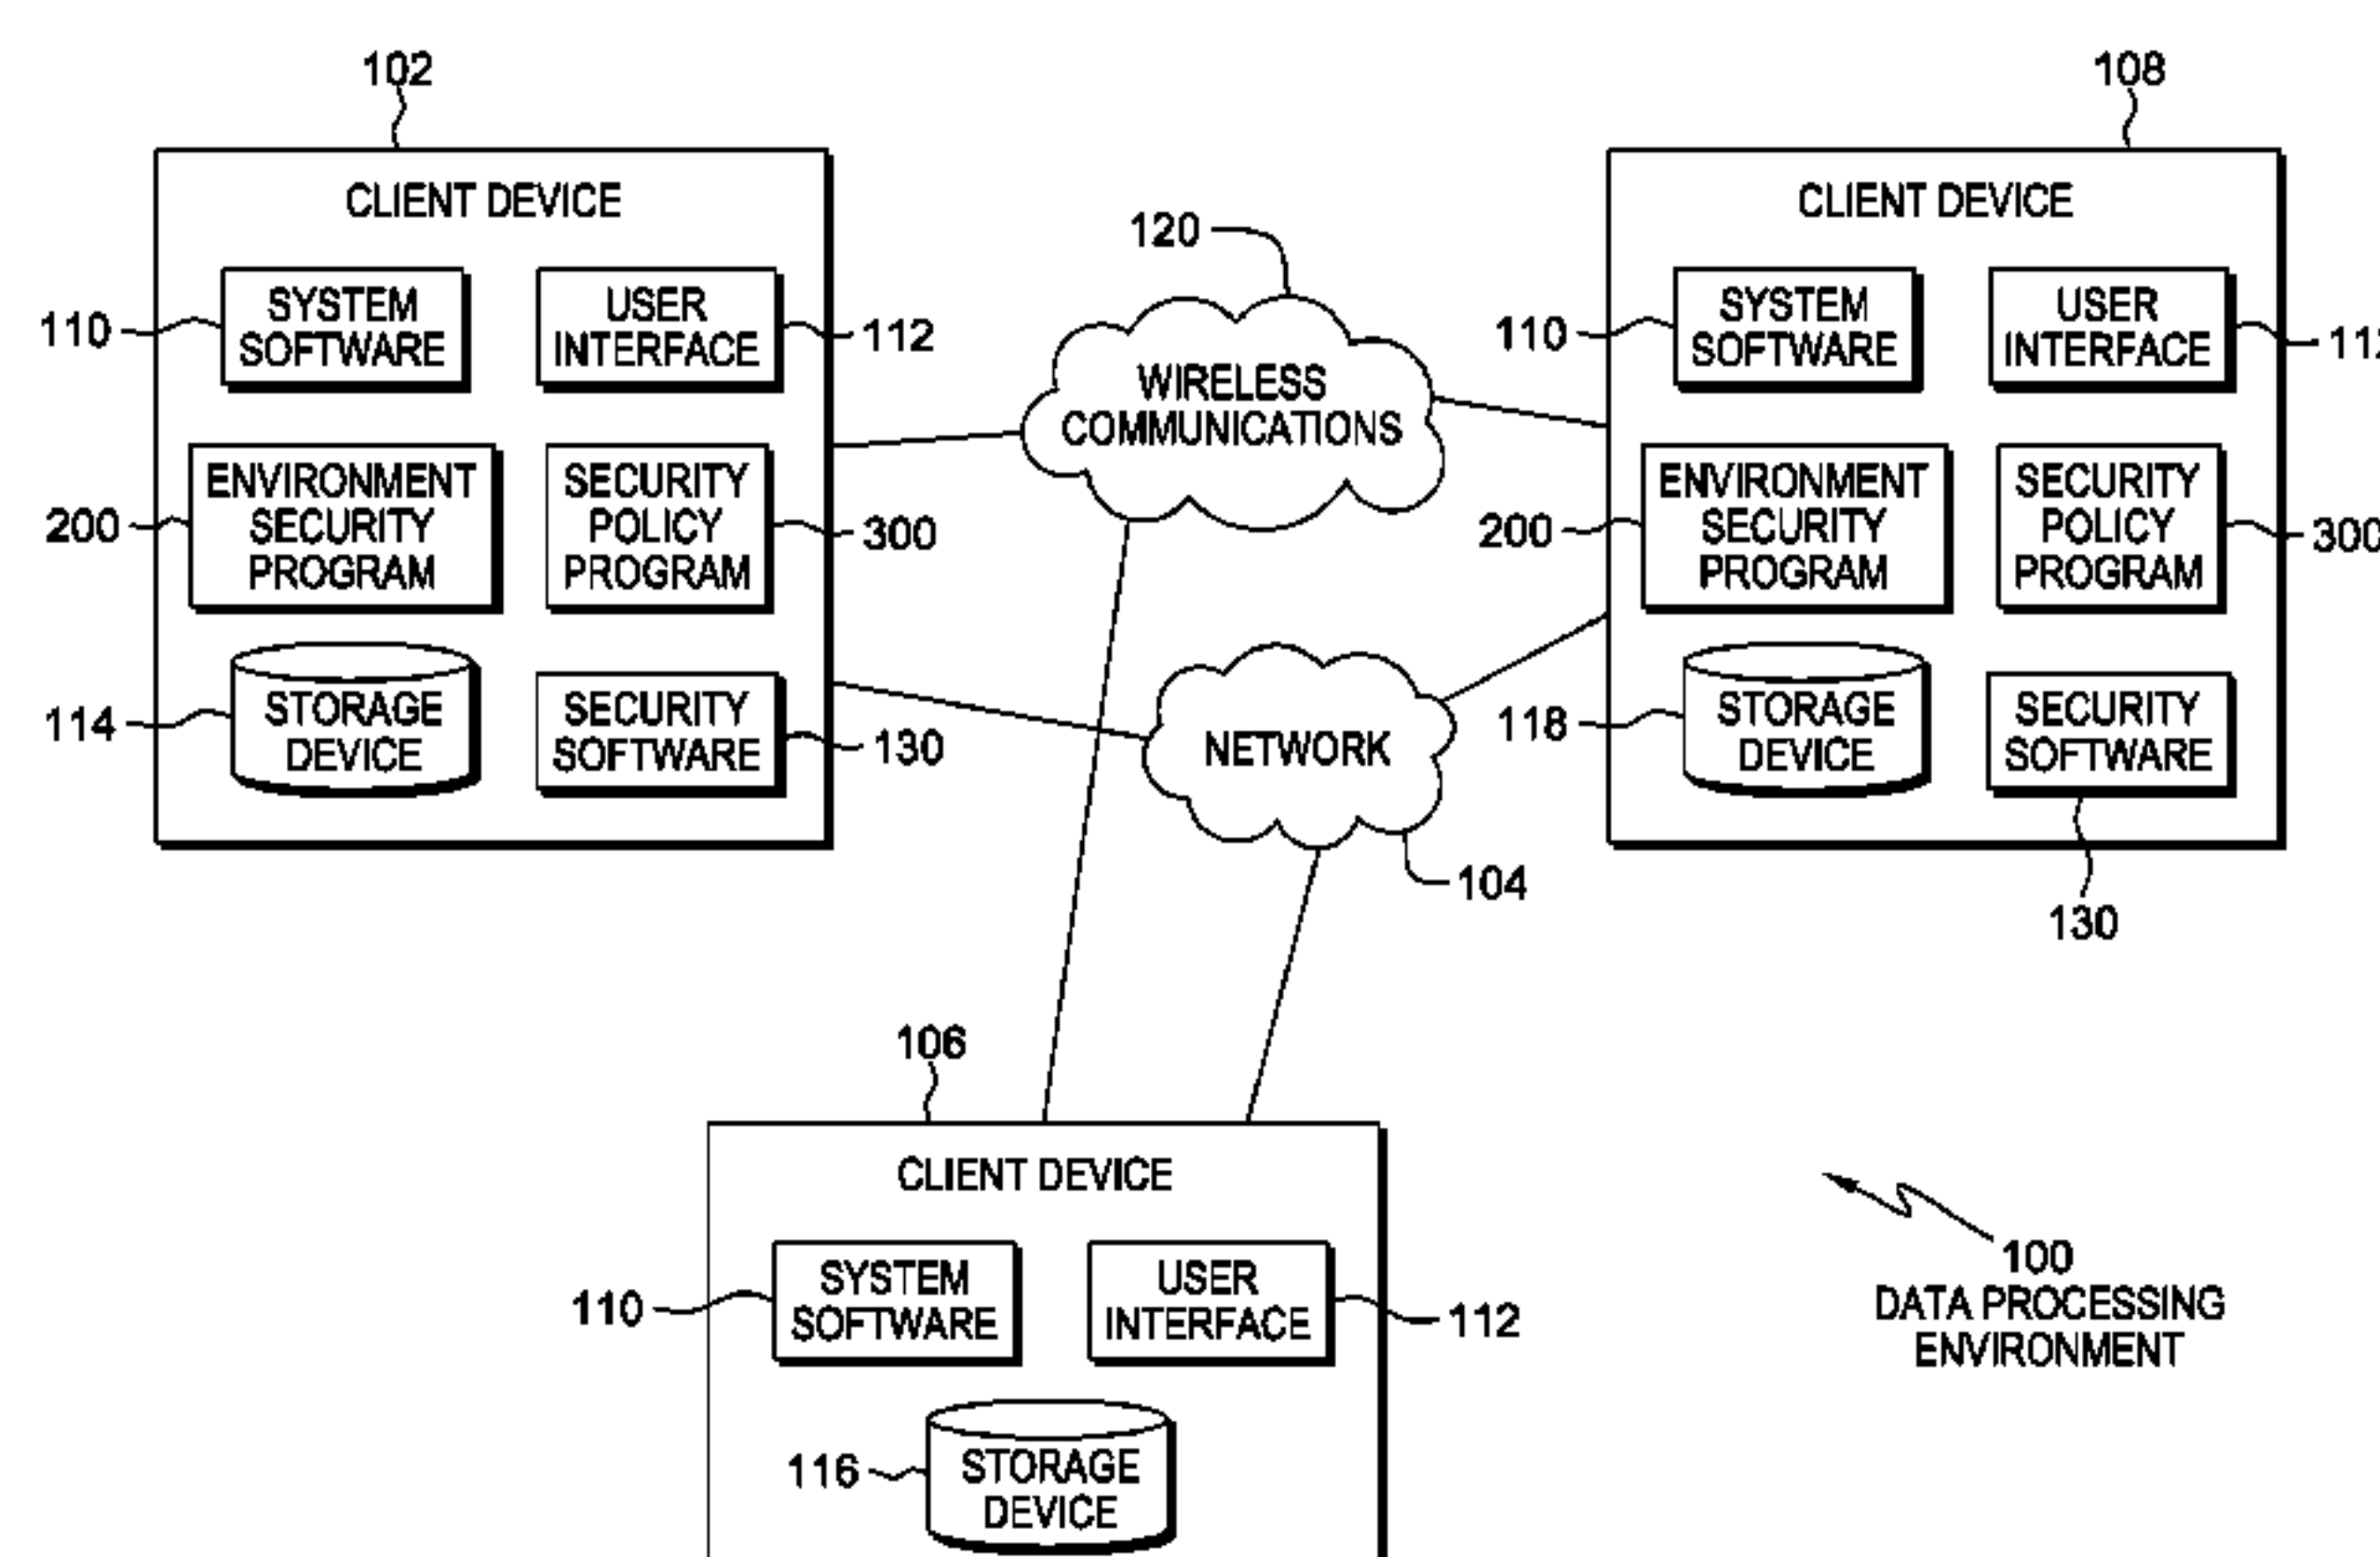 102
CLIENT DEVICE
110
SYSTEM
SOFTWARE
USER
INTERFACE
112
200
ENVIRONMENT
SECURITY
PROGRAM
SECURITY
POLICY
PROGRAM
300
114
STORAGE
DEVICE
SECURITY
SOFTWARE
130
120
WIRELESS
COMMUNICATIONS
NETWORK
104
108
CLIENT DEVICE
110
SYSTEM
SOFTWARE
USER
INTERFACE
200
ENVIRONMENT
SECURITY
PROGRAM
SECURITY
POLICY
PROGRAM
300
118
STORAGE
DEVICE
SECURITY
SOFTWARE
130
106
CLIENT DEVICE
110
SYSTEM
SOFTWARE
USER
INTERFACE
112
116
STORAGE
DEVICE
100
DATA PROCESSING
ENVIRONMENT